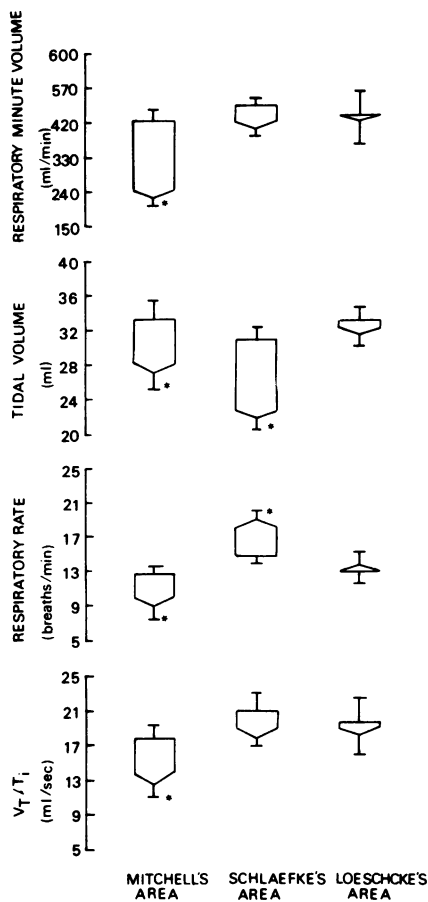 RESPIRATORY MINUTE VOLUME
(ml/min)
600
570
420
330
240
150
*
TIDAL VOLUME
(ml)
40
36
32
28
24
20
*
*
RESPIRATORY RATE
(breaths/min)
25
21
17
13
9
5
*
*
VT/Ti
(ml/sec)
25
21
17
13
9
5
*
MITCHELL'S
AREA
SCHLAEFKE'S
AREA
LOESCHCKE'S
AREA